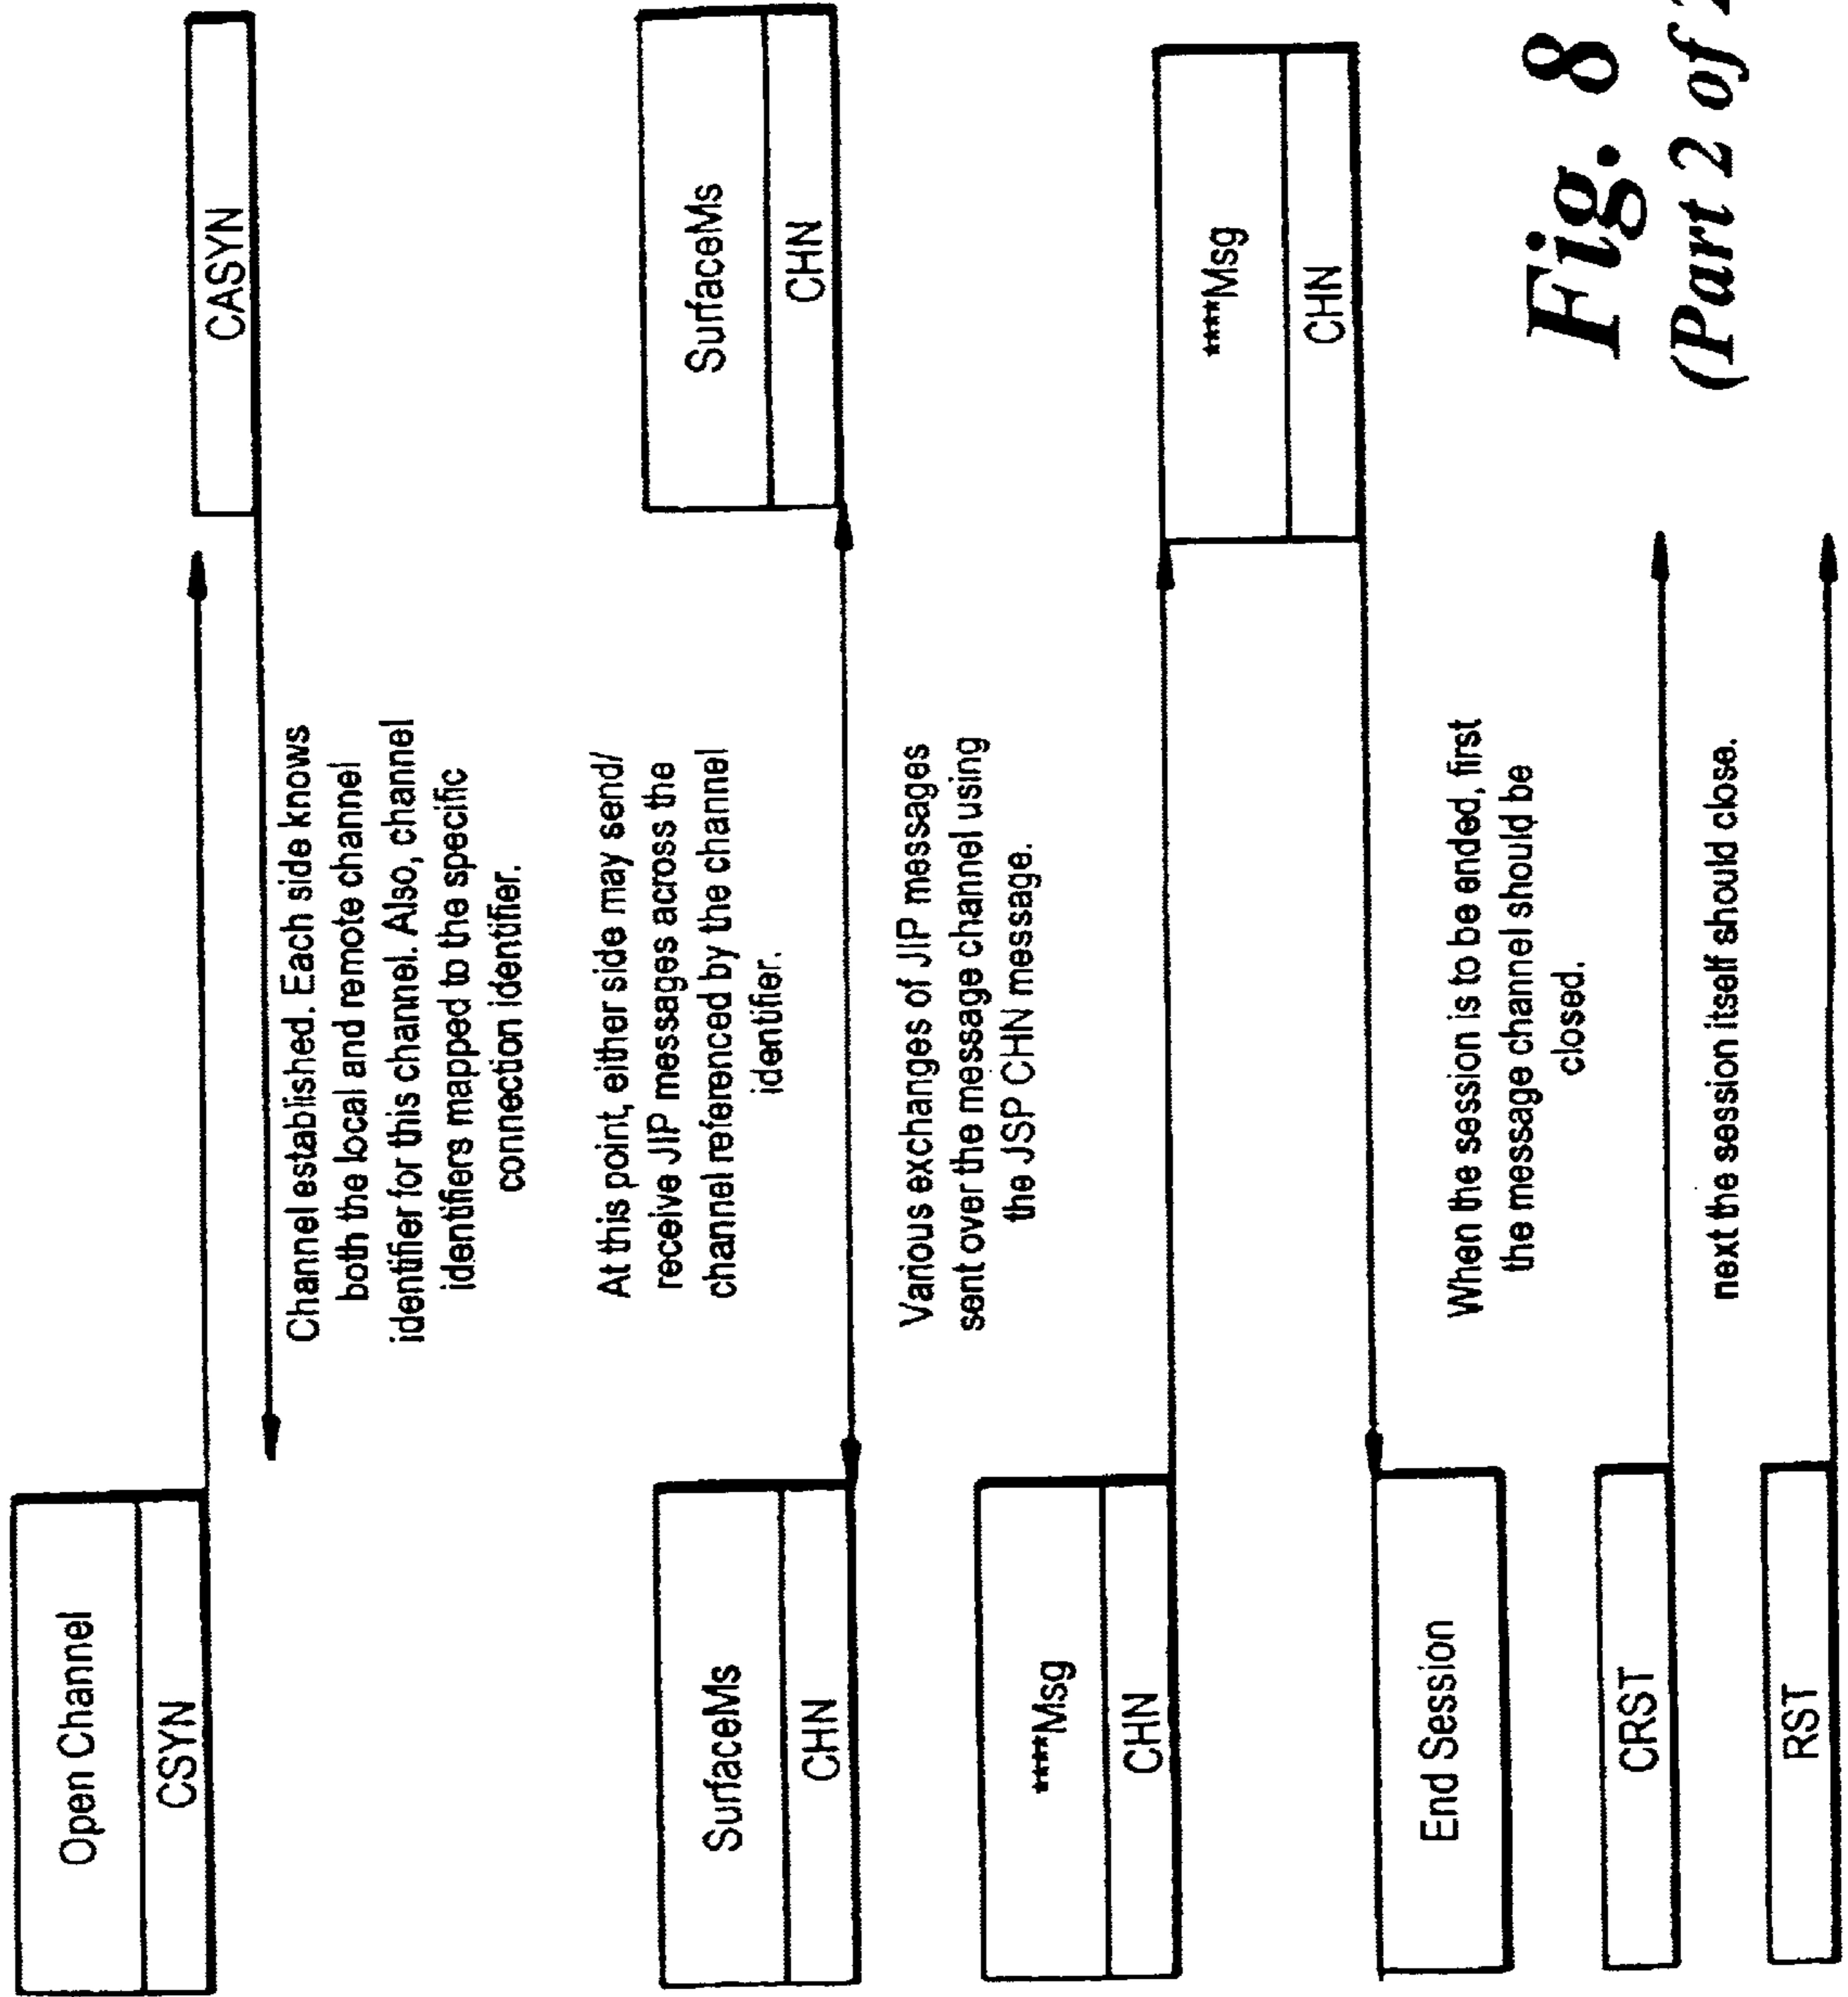 Open Channel
CSYN
CASYN
Channel established. Each side knows
both the local and remote channel
identifier for this channel. Also, channel
identifiers mapped to the specific
connection identifier.
At this point, either side may send/
receive JIP messages across the
channel referenced by the channel
identifier.
SurfaceMs
CHN
SurfaceMs
CHN
Various exchanges of JIP messages
sent over the message channel using
the JSP CHN message.
****Msg
CHN
****Msg
CHN
End Session
When the session is to be ended, first
the message channel should be
closed.
CRST
next the session itself should close.
RST
Fig. 8
(Part 2 of